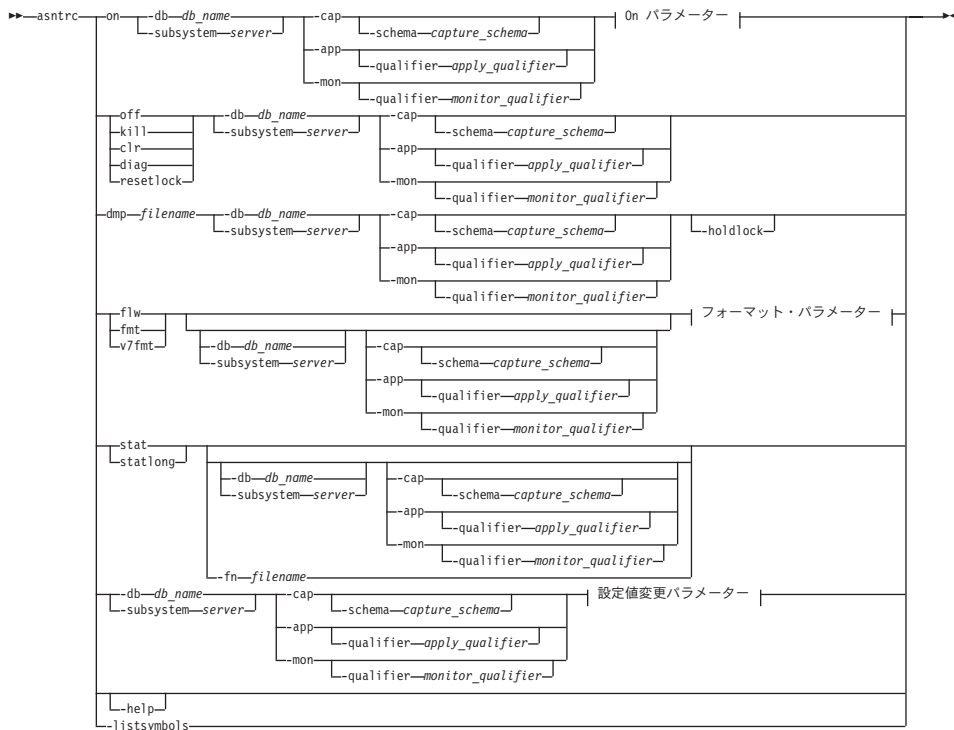 asntrc on -db db_name -cap On パラメーター
-subsystem server -schema capture_schema
-app
-qualifier apply_qualifier
-mon
-qualifier monitor_qualifier
off -db db_name -cap
kill -subsystem server -schema capture_schema
clr -app
diag -qualifier apply_qualifier
resetlock -mon
-qualifier monitor_qualifier
dmp filename -db db_name -cap
-subsystem server -schema capture_schema -holdlock
-app
-qualifier apply_qualifier
-mon
-qualifier monitor_qualifier
flw フォーマット・パラメーター
fmt
v7fmt -db db_name -cap
-subsystem server -schema capture_schema
-app
-qualifier apply_qualifier
-mon
-qualifier monitor_qualifier
stat
statlong
-db db_name -cap
-subsystem server -schema capture_schema
-app
-qualifier apply_qualifier
-mon
-qualifier monitor_qualifier
-fn filename
-db db_name -cap 設定値変更パラメーター
-subsystem server -schema capture_schema
-app
-qualifier apply_qualifier
-mon
-qualifier monitor_qualifier
-help
-listsymbols